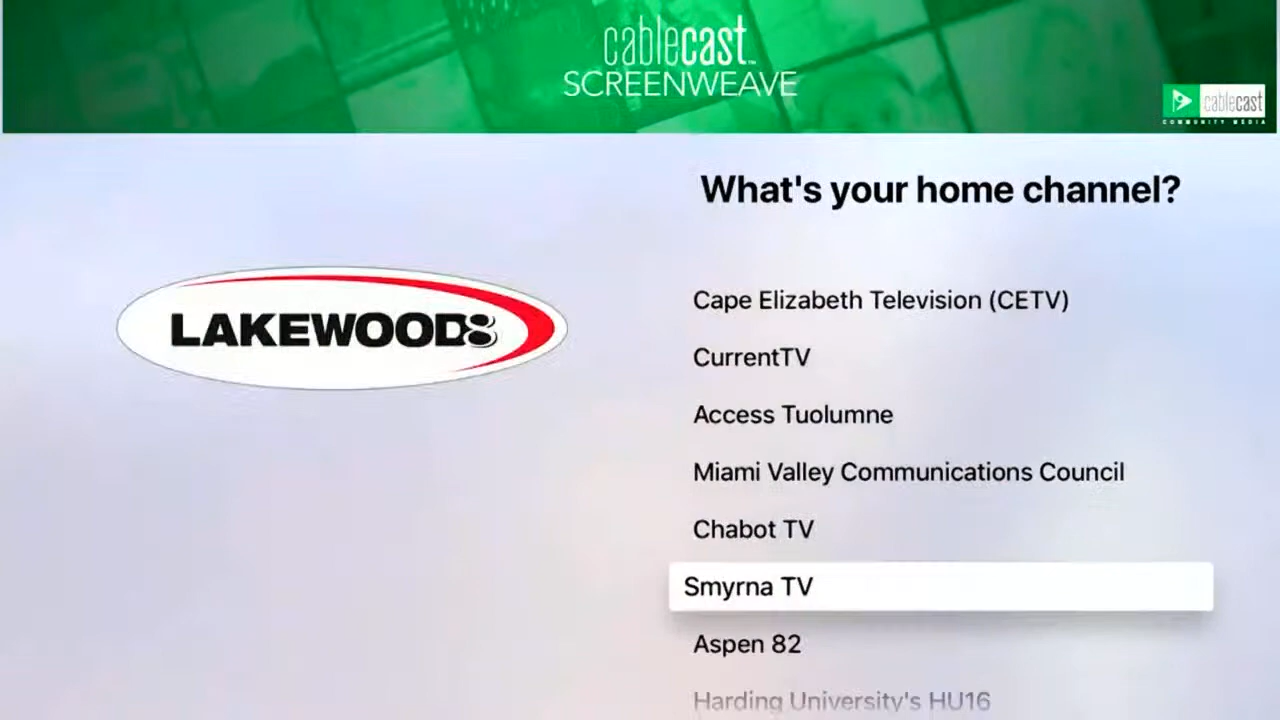 cablecast™
SCREENWEAVE
cablecast
COMMUNITY MEDIA
What's your home channel?
LAKEWOOD8
Cape Elizabeth Television (CETV)
CurrentTV
Access Tuolumne
Miami Valley Communications Council
Chabot TV
Smyrna TV
Aspen 82
Harding University's HU16